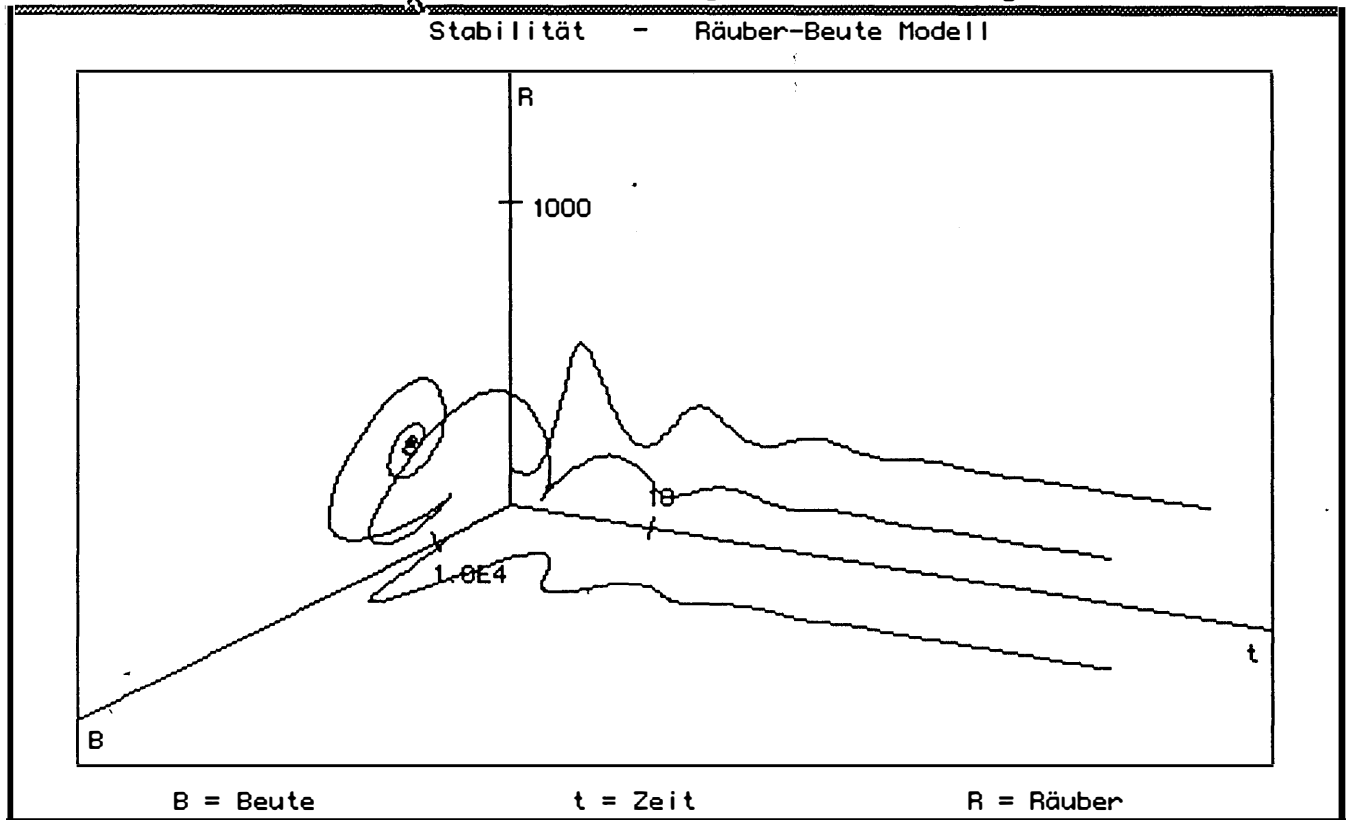 Stabilität - Räuber-Beute Modell
R
1000
10
1.0E4
t
B
B = Beute t = Zeit R = Räuber